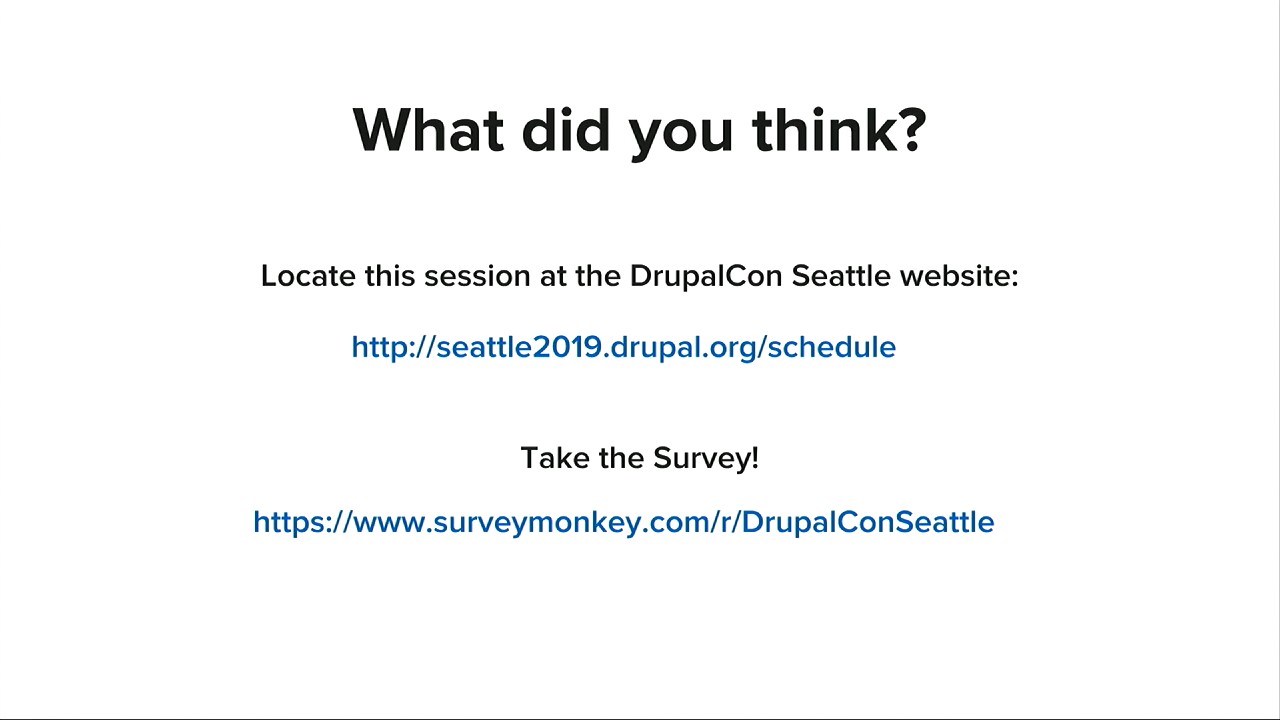 What did you think?
Locate this session at the DrupalCon Seattle website:
http://seattle2019.drupal.org/schedule
Take the Survey!
https://www.surveymonkey.com/r/DrupalConSeattle